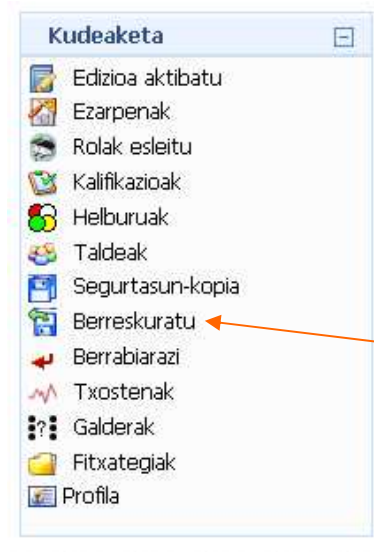 Kudeaketa
Edizioa aktibatu
Ezarpenak
Rolak esleitu
Kalifikazioak
Helburuak
Taldeak
Segurtasun-kopia
Berreskuratu
Berrabiarazi
Txostenak
Galderak
Fitxategiak
Profila